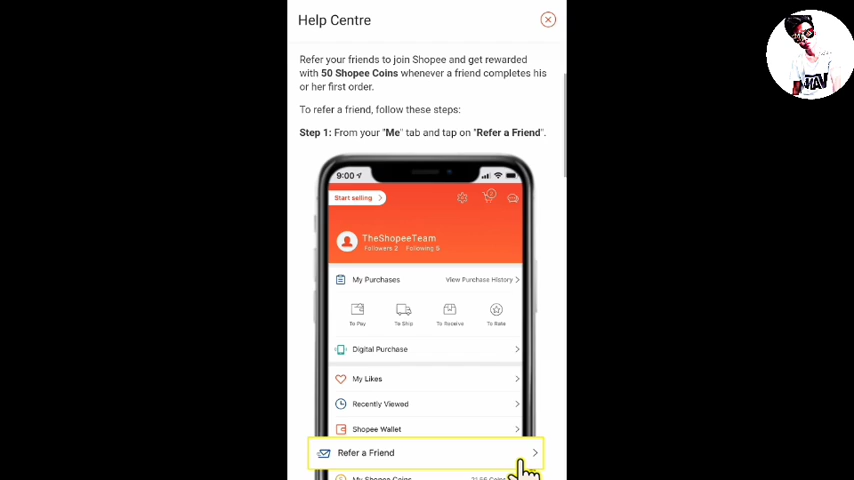 Help Centre
Refer your friends to join Shopee and get rewarded
with 50 Shopee Coins whenever a friend completes his
or her first order.
To refer a friend, follow these steps:
Step 1: From your "Me" tab and tap on "Refer a Friend".
9:00
Start selling
2
TheShopeeTeam
Followers 2 Following 5
My Purchases
View Purchase History
To Pay
To Ship
To Receive
To Rate
Digital Purchase
My Likes
Recently Viewed
Shopee Wallet
Refer a Friend
My Shopee Coins